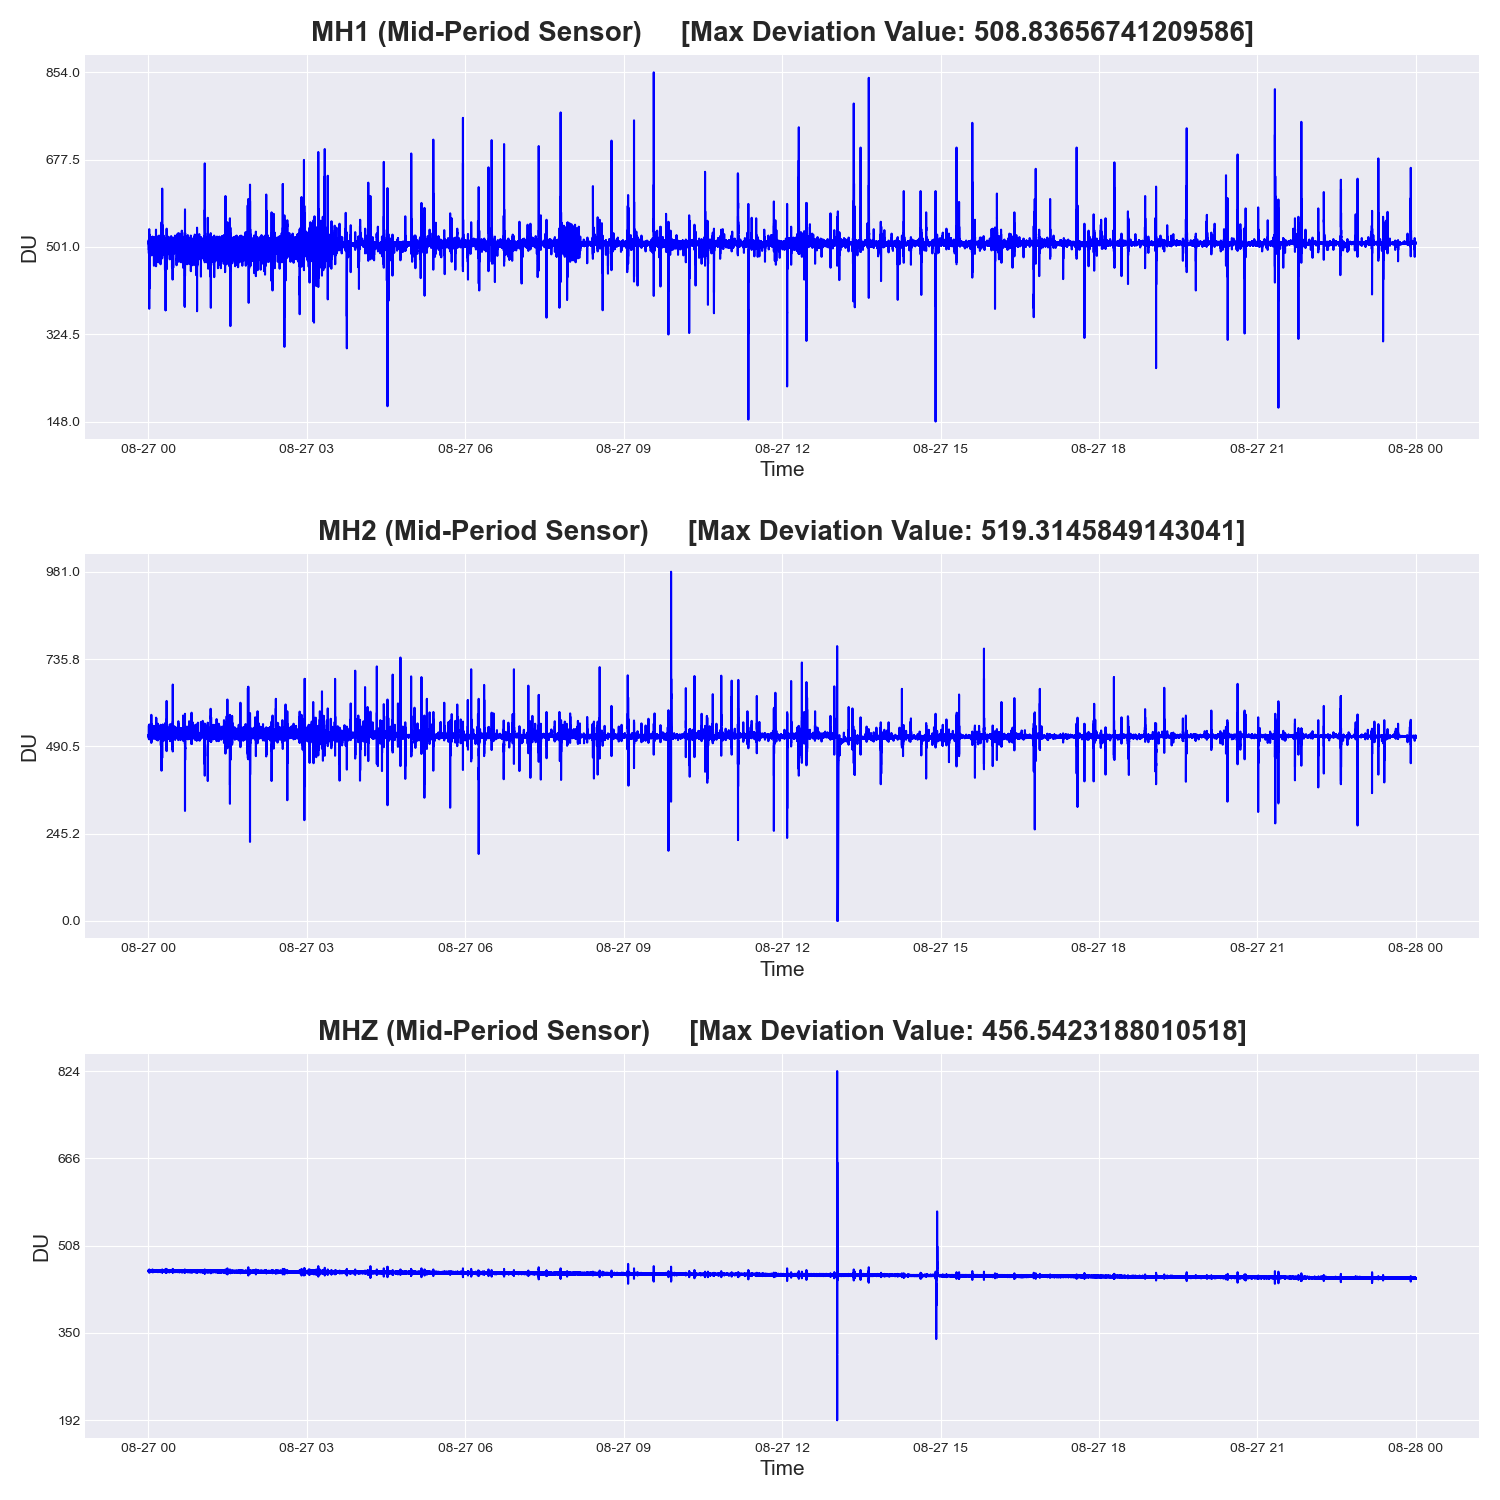 MH1 (Mid-Period Sensor) [Max Deviation Value: 508.83656741209586]
854.0
677.5
501.0
324.5
148.0
DU
08-27 00 08-27 03 08-27 06 08-27 09 08-27 12 08-27 15 08-27 18 08-27 21 08-28 00
Time
MH2 (Mid-Period Sensor) [Max Deviation Value: 519.3145849143041]
981.0
735.8
490.5
245.2
0.0
DU
08-27 00 08-27 03 08-27 06 08-27 09 08-27 12 08-27 15 08-27 18 08-27 21 08-28 00
Time
MHZ (Mid-Period Sensor) [Max Deviation Value: 456.5423188010518]
824
666
508
350
192
DU
08-27 00 08-27 03 08-27 06 08-27 09 08-27 12 08-27 15 08-27 18 08-27 21 08-28 00
Time